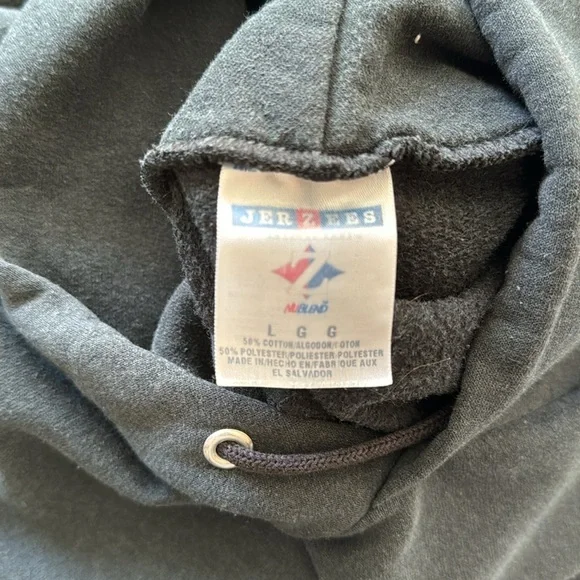 JERZEES
NUBLEND
L G G
50% COTTON/ALGODON/COTON
50% POLYESTER/POLIESTER/POLYESTER
MADE IN/HECHO EN/FABRIQUE AUX
EL SALVADOR